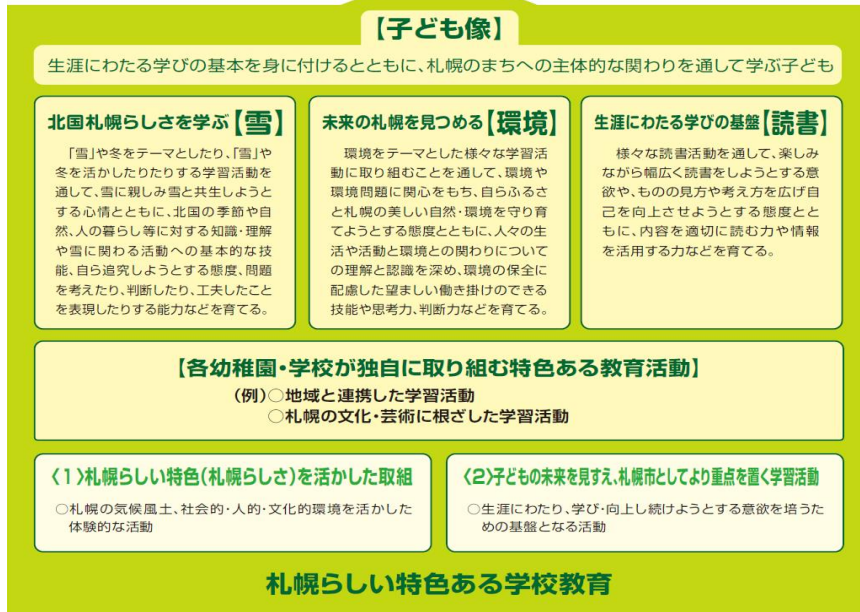 【子ども像】
生涯にわたる学びの基本を身に付けるとともに、札幌のまちへの主体的な関わりを通して学ぶ子ども
北国札幌らしさを学ぶ【雪】
「雪」や冬をテーマとしたり、「雪」や
冬を活かしたりたりする学習活動を
通して、雪に親しみ雪と共生しようと
する心情とともに、北国の季節や自
然、人の暮らし等に対する知識・理解
や雪に関わる活動への基本的な技
能、自ら追究しようとする態度、問題
を考えたり、判断したり、工夫したこと
を表現したりする能力などを育てる。
未来の札幌を見つめる【環境】
環境をテーマとした様々な学習活
動に取り組むことを通して、環境や
環境問題に関心をもち、自らふるさ
と札幌の美しい自然・環境を守り育
てようとする態度とともに、人々の生
活や活動と環境との関わりについて
の理解と認識を深め、環境の保全に
配慮した望ましい働き掛けのできる
技能や思考力、判断力などを育てる。
生涯にわたる学びの基盤【読書】
様々な読書活動を通して、楽しみ
ながら幅広く読書をしようとする意
欲や、ものの見方や考え方を広げ自
己を向上させようとする態度とと
もに、内容を適切に読む力や情報
を活用する力などを育てる。
【各幼稚園・学校が独自に取り組む特色ある教育活動】
(例)○地域と連携した学習活動
○札幌の文化・芸術に根ざした学習活動
〈1〉札幌らしい特色(札幌らしさ)を活かした取組
○札幌の気候風土、社会的・人的・文化的環境を活かした
体験的な活動
〈2〉子どもの未来を見すえ、札幌市としてより重点を置く学習活動
○生涯にわたり、学び・向上し続けようとする意欲を培うた
めの基盤となる活動
札幌らしい特色ある学校教育